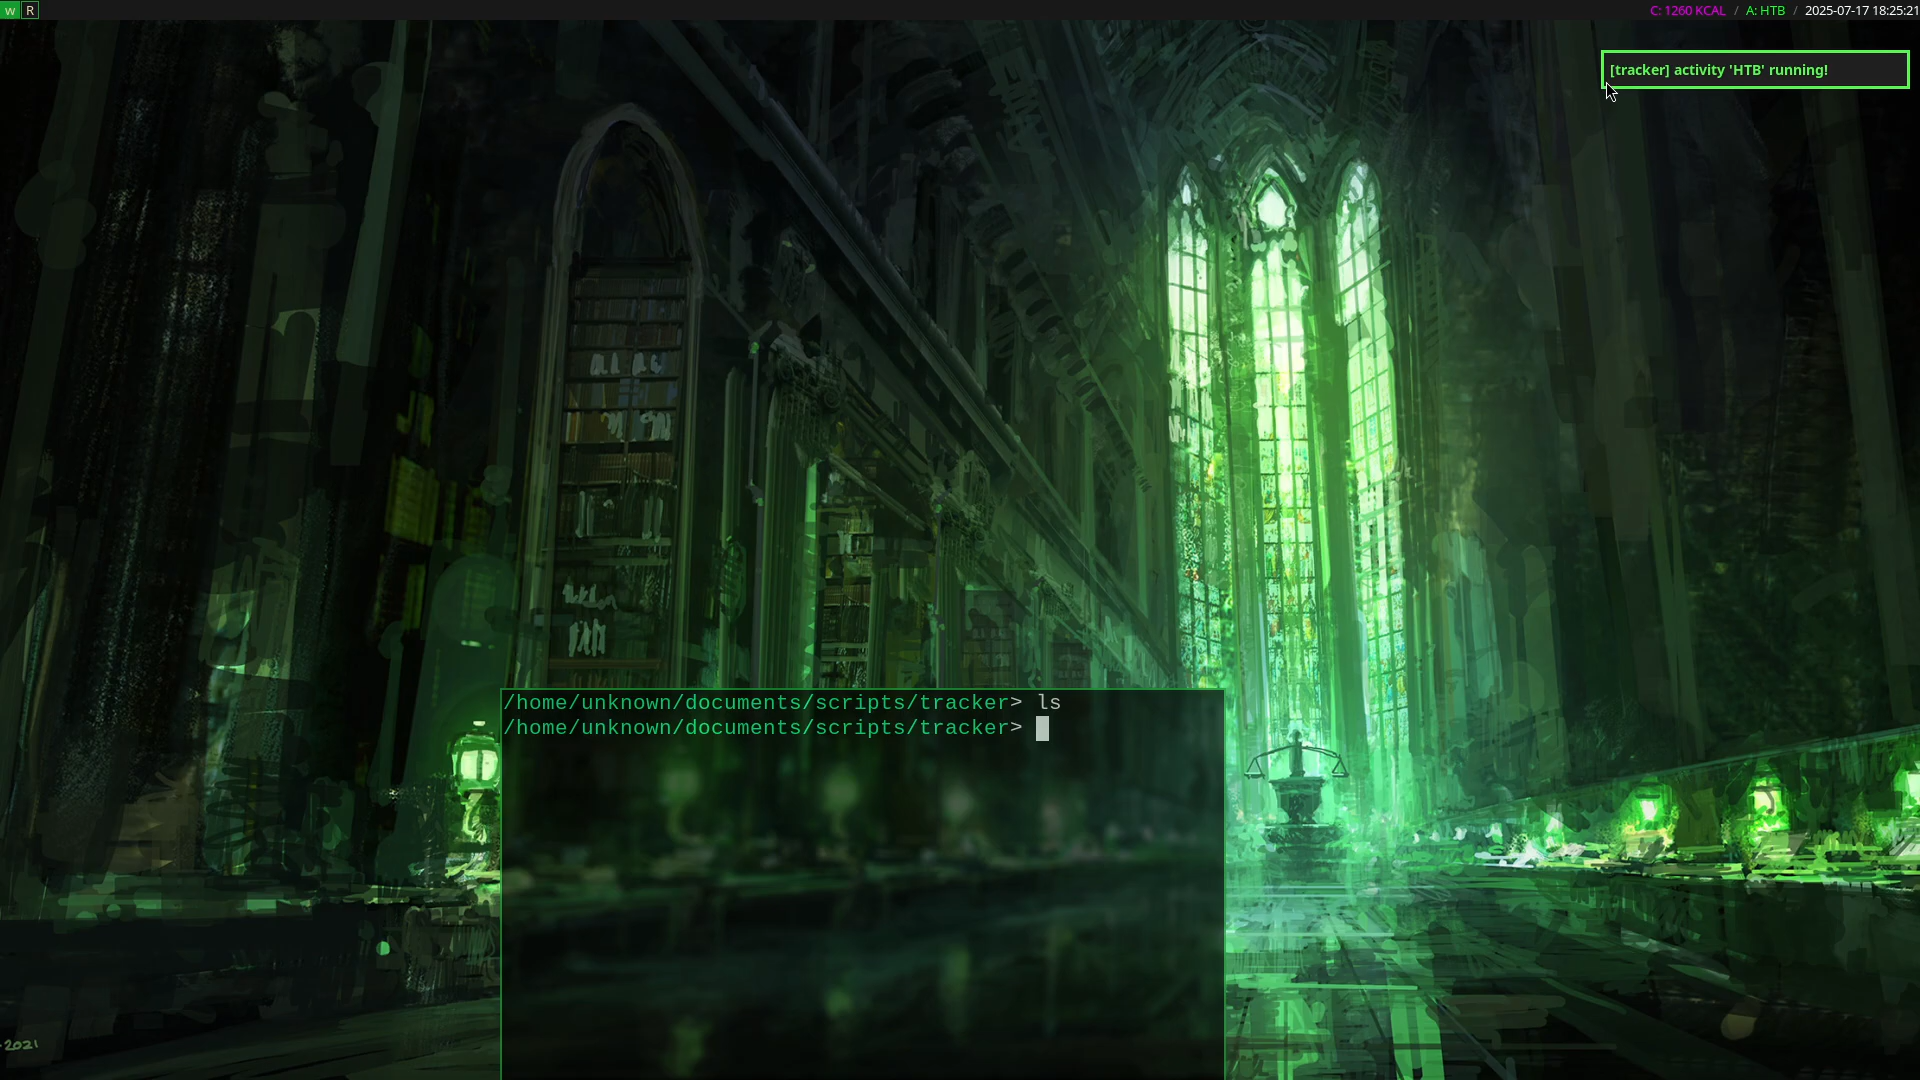 w R
C: 1260 KCAL / A: HTB / 2025-07-17 18:25:21
[tracker] activity 'HTB' running!
/home/unknown/documents/scripts/tracker> ls
/home/unknown/documents/scripts/tracker>
-2021